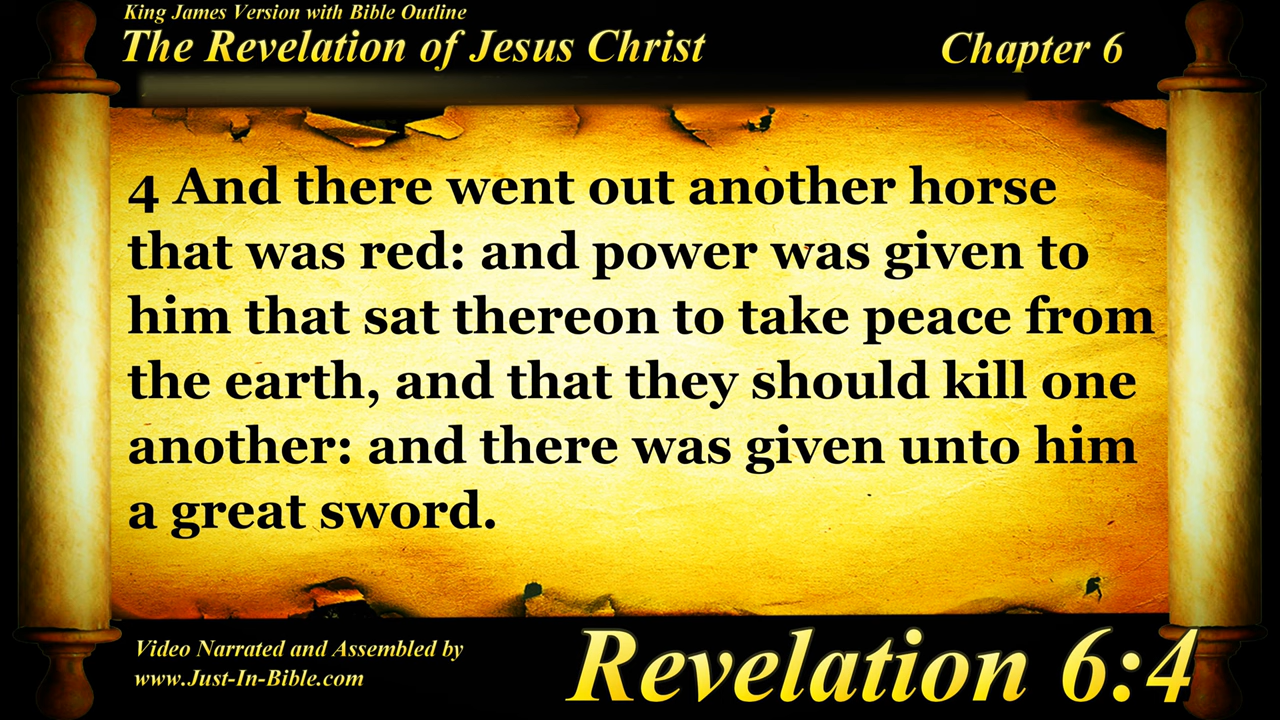 King James Version with Bible Outline
The Revelation of Jesus Christ
Chapter 6
4 And there went out another horse
that was red: and power was given to
him that sat thereon to take peace from
the earth, and that they should kill one
another: and there was given unto him
a great sword.
Video Narrated and Assembled by
www.Just-In-Bible.com
Revelation 6:4